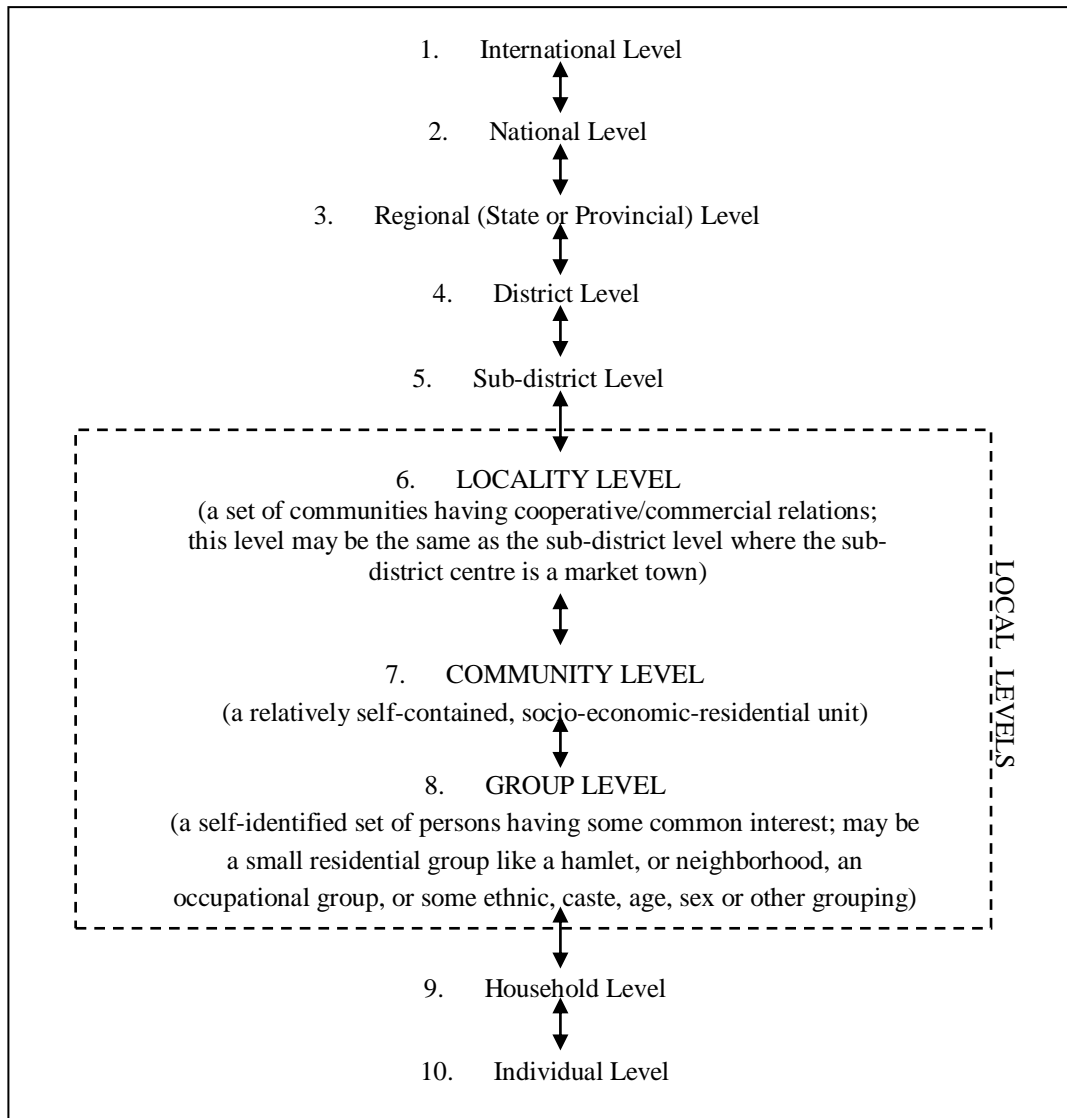 1. International Level
2. National Level
3. Regional (State or Provincial) Level
4. District Level
5. Sub-district Level
6. LOCALITY LEVEL
(a set of communities having cooperative/commercial relations;
this level may be the same as the sub-district level where the sub-
district centre is a market town)
7. COMMUNITY LEVEL
(a relatively self-contained, socio-economic-residential unit)
8. GROUP LEVEL
(a self-identified set of persons having some common interest; may be
a small residential group like a hamlet, or neighborhood, an
occupational group, or some ethnic, caste, age, sex or other grouping)
LOCAL LEVELS
9. Household Level
10. Individual Level